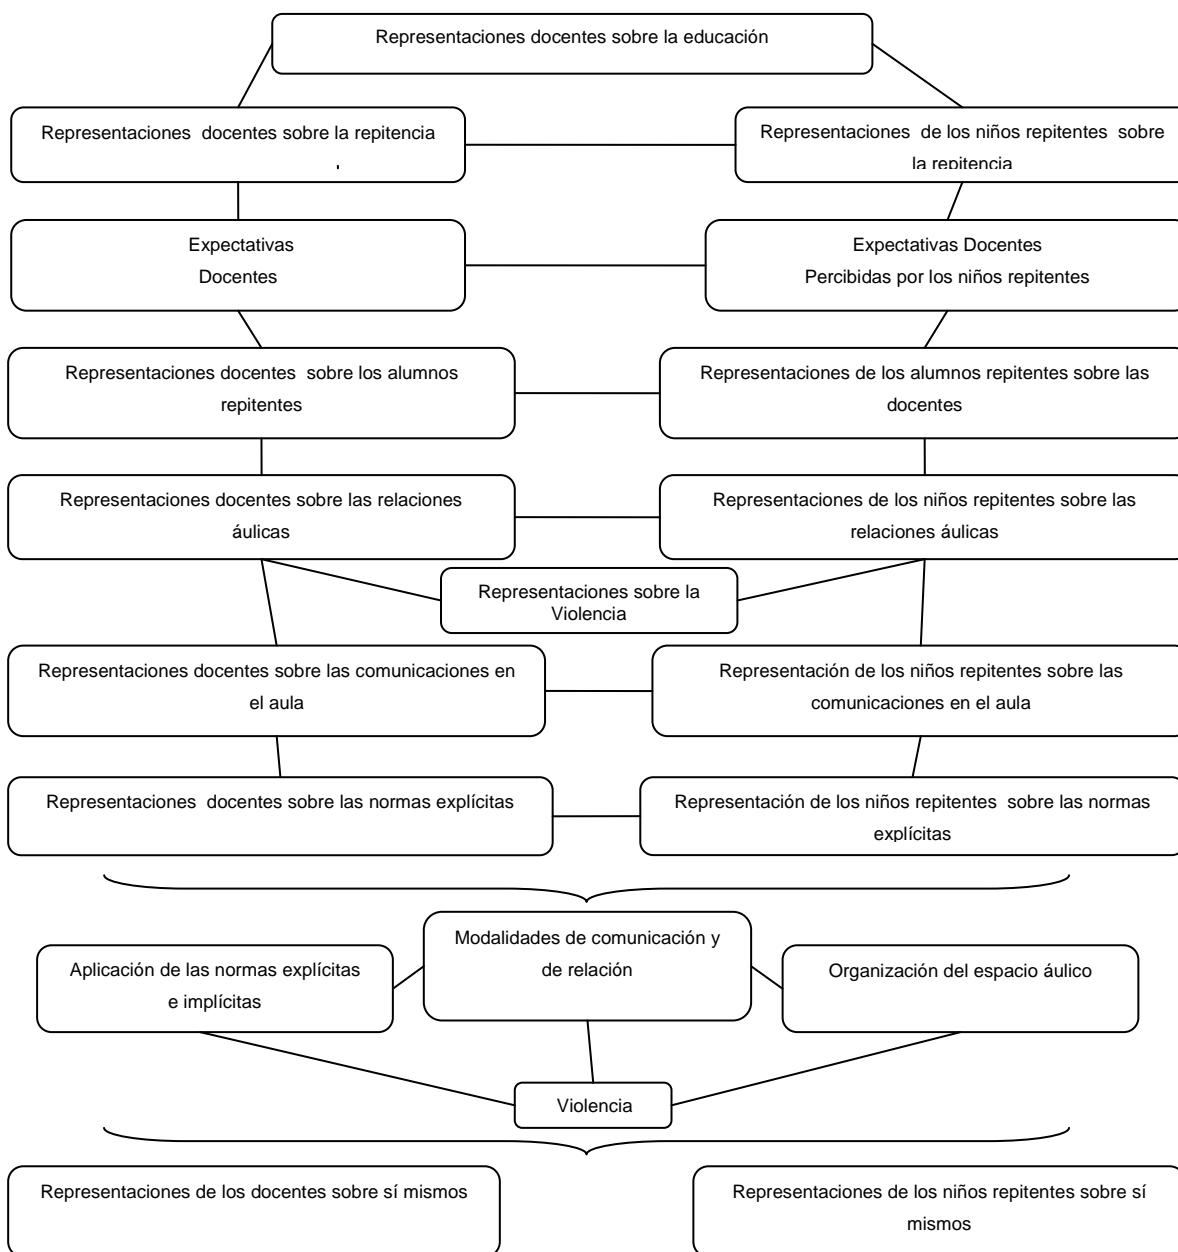 Representaciones docentes sobre la educación
Representaciones docentes sobre la repitencia
Representaciones de los niños repitentes sobre
la repitencia
Expectativas
Docentes
Expectativas Docentes
Percibidas por los niños repitentes
Representaciones docentes sobre los alumnos
repitentes
Representaciones de los alumnos repitentes sobre las
docentes
Representaciones docentes sobre las relaciones
áulicas
Representaciones de los niños repitentes sobre las
relaciones áulicas
Representaciones sobre la
Violencia
Representaciones docentes sobre las comunicaciones en
el aula
Representación de los niños repitentes sobre las
comunicaciones en el aula
Representaciones docentes sobre las normas explícitas
Representación de los niños repitentes sobre las normas
explícitas
Modalidades de comunicación y
de relación
Aplicación de las normas explícitas
e implícitas
Organización del espacio áulico
Violencia
Representaciones de los docentes sobre sí mismos
Representaciones de los niños repitentes sobre sí
mismos